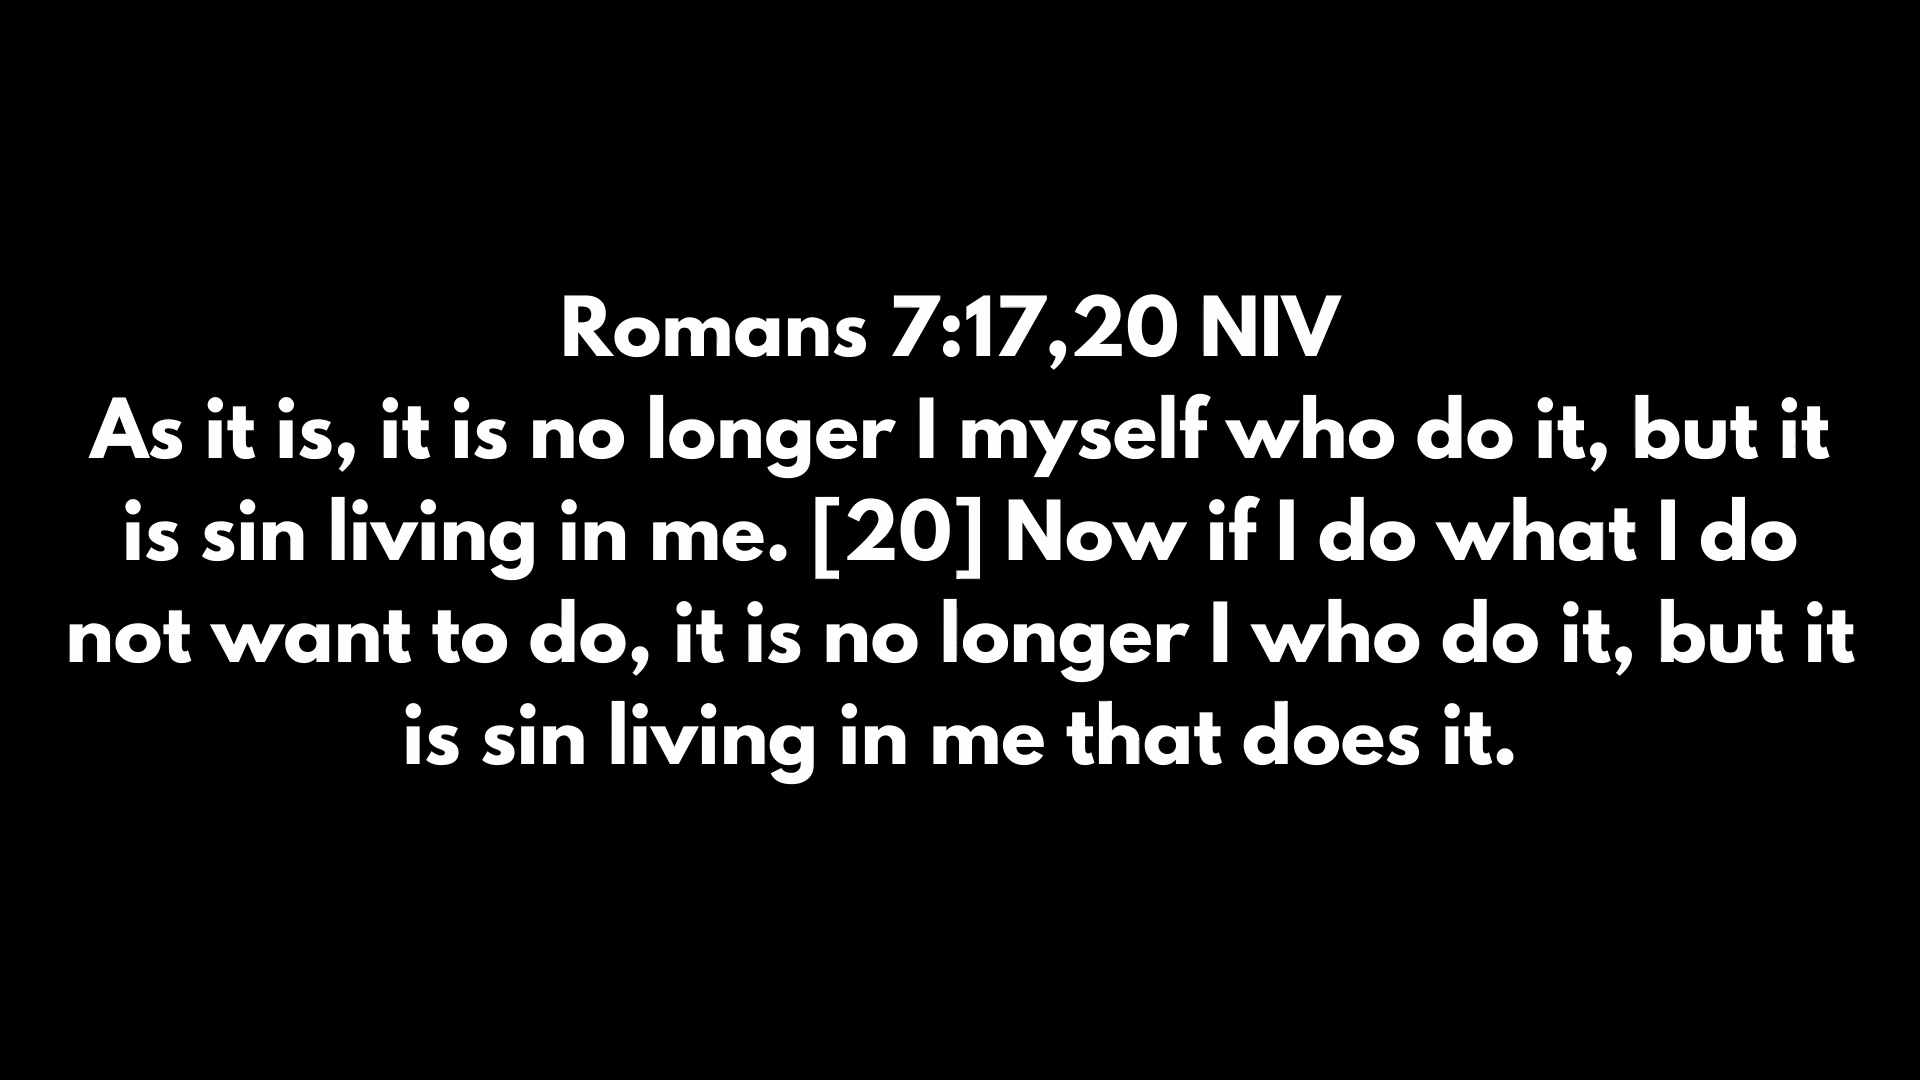 Romans 7:17,20 NIV
As it is, it is no longer I myself who do it, but it
is sin living in me. [20] Now if I do what I do
not want to do, it is no longer I who do it, but it
is sin living in me that does it.